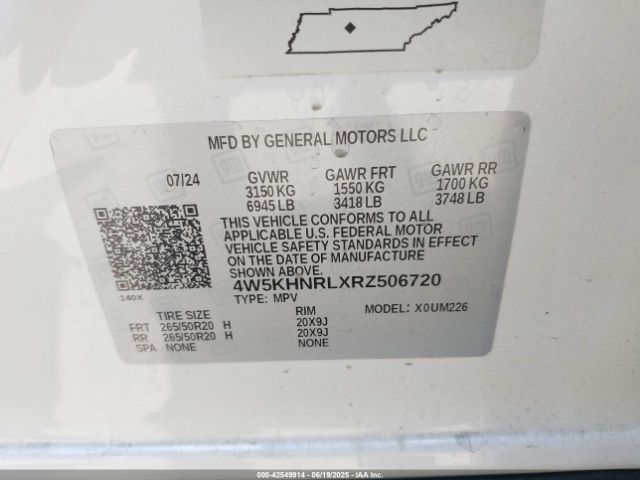 MFD BY GENERAL MOTORS LLC
07/24 GVWR GAWR FRT GAWR RR
3150 KG 1550 KG 1700 KG
6945 LB 3418 LB 3748 LB
THIS VEHICLE CONFORMS TO ALL
APPLICABLE U.S. FEDERAL MOTOR
VEHICLE SAFETY STANDARDS IN EFFECT
ON THE DATE OF MANUFACTURE
SHOWN ABOVE.
4W5KHNRLXRZ506720
140X TYPE: MPV MODEL: X0UM226
TIRE SIZE RIM
FRT 265/50R20 H 20X9J
RR 265/50R20 H 20X9J
SPA NONE NONE
000-42549914 - 06/19/2025 - IAA, Inc.